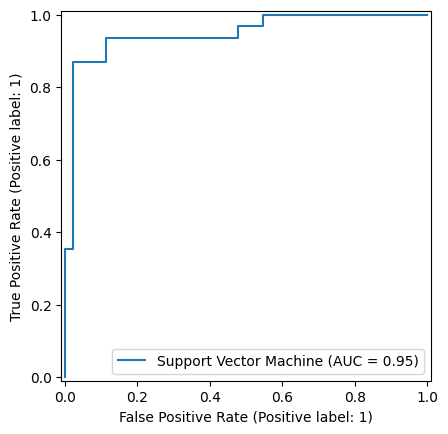 1.0
0.8
0.6
0.4
0.2
0.0
True Positive Rate (Positive label: 1)
Support Vector Machine (AUC = 0.95)
0.0 0.2 0.4 0.6 0.8 1.0
False Positive Rate (Positive label: 1)